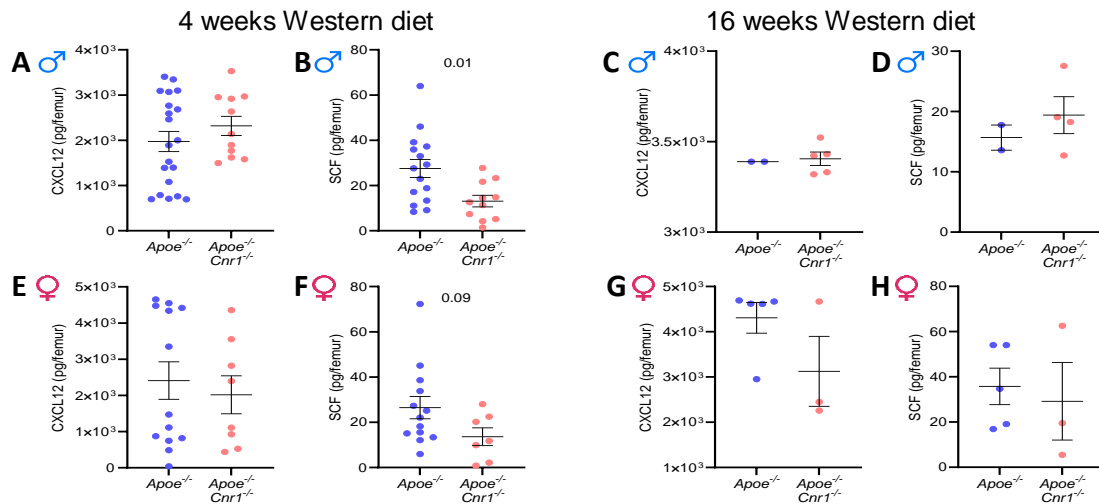 4 weeks Western diet
16 weeks Western diet
A ♂
CXCL12 (pg/femur)
4×10³
3×10³
2×10³
1×10³
0
Apoe⁻/⁻
Apoe⁻/⁻
Cnr1⁻/⁻
B ♂
SCF (pg/femur)
80
60
40
20
0
0.01
Apoe⁻/⁻
Apoe⁻/⁻
Cnr1⁻/⁻
C ♂
CXCL12 (pg/femur)
4×10³
3×10³
3×10³
Apoe⁻/⁻
Apoe⁻/⁻
Cnr1⁻/⁻
D ♂
SCF (pg/femur)
30
20
10
0
Apoe⁻/⁻
Apoe⁻/⁻
Cnr1⁻/⁻
E ♀
CXCL12 (pg/femur)
5×10³
4×10³
3×10³
2×10³
1×10³
0
Apoe⁻/⁻
Apoe⁻/⁻
Cnr1⁻/⁻
F ♀
SCF (pg/femur)
80
60
40
20
0
0.09
Apoe⁻/⁻
Apoe⁻/⁻
Cnr1⁻/⁻
G ♀
CXCL12 (pg/femur)
5×10³
4×10³
3×10³
1×10³
Apoe⁻/⁻
Apoe⁻/⁻
Cnr1⁻/⁻
H ♀
SCF (pg/femur)
80
60
40
20
0
Apoe⁻/⁻
Apoe⁻/⁻
Cnr1⁻/⁻